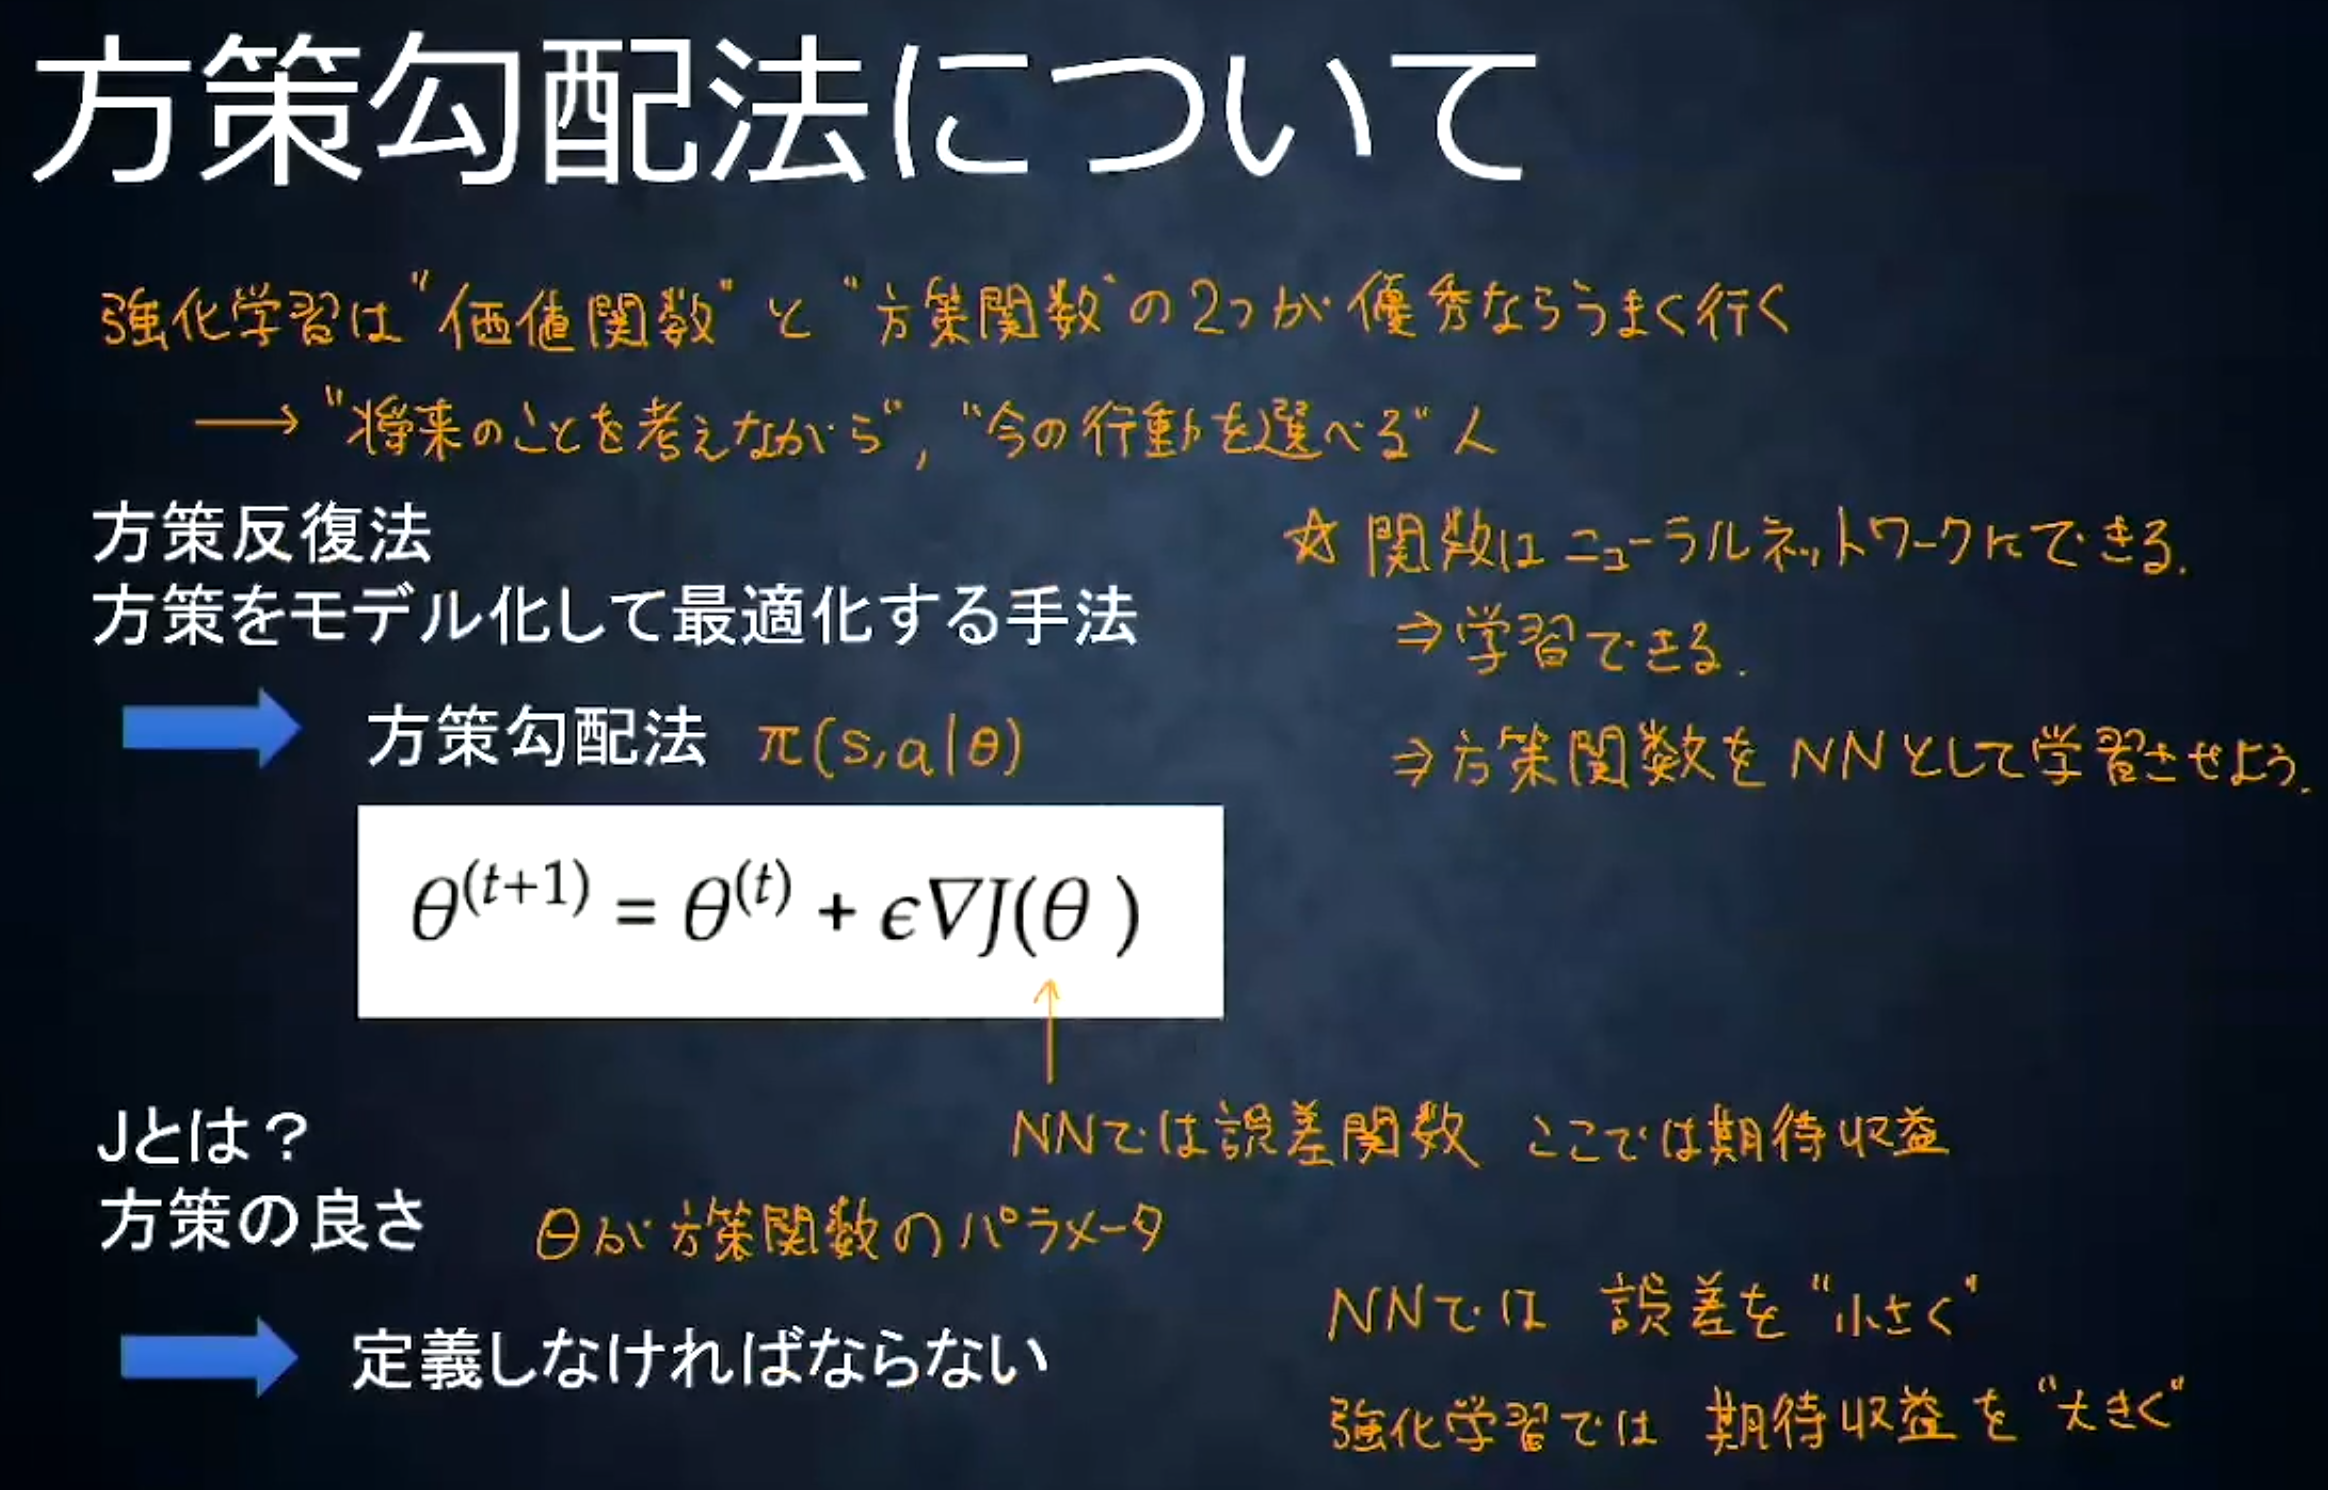 方策勾配法について
強化学習は"価値関数"と"方策関数"の2つが優秀ならうまく行く
→"将来のことを考えながら", "今の行動を選べる"人
方策反復法
方策をモデル化して最適化する手法
☆ 関数はニューラルネットワークにできる.
⇒学習できる.
⇒方策関数をNNとして学習させよう.
方策勾配法 π(s,a|θ)
θ^(t+1) = θ^(t) + ϵ∇J(θ )
NNでは誤差関数 ここでは期待収益
Jとは？
方策の良さ
θが方策関数のパラメータ
NNでは 誤差を"小さく"
強化学習では 期待収益を"大きく"
定義しなければならない